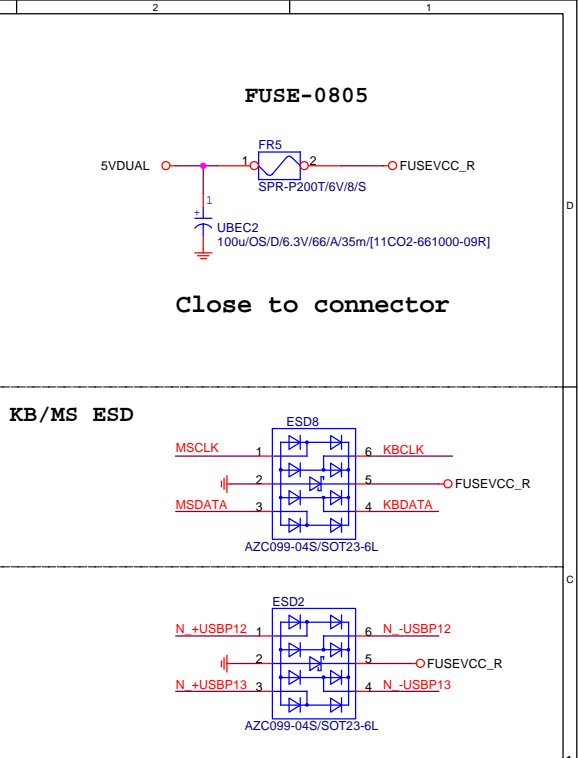 2 1
FUSE-0805
FR5
5VDUAL 1 2 FUSEVCC_R
SPR-P200T/6V/8/S
D
1
+
UBEC2
100u/OS/D/6.3V/66/A/35m/[11CO2-661000-09R]
Close to connector
KB/MS ESD
ESD8
MSCLK 1 6 KBCLK
2 5 FUSEVCC_R
MSDATA 3 4 KBDATA
AZC099-04S/SOT23-6L
C
ESD2
N_+USBP12 1 6 N_-USBP12
2 5 FUSEVCC_R
N_+USBP13 3 4 N_-USBP13
AZC099-04S/SOT23-6L